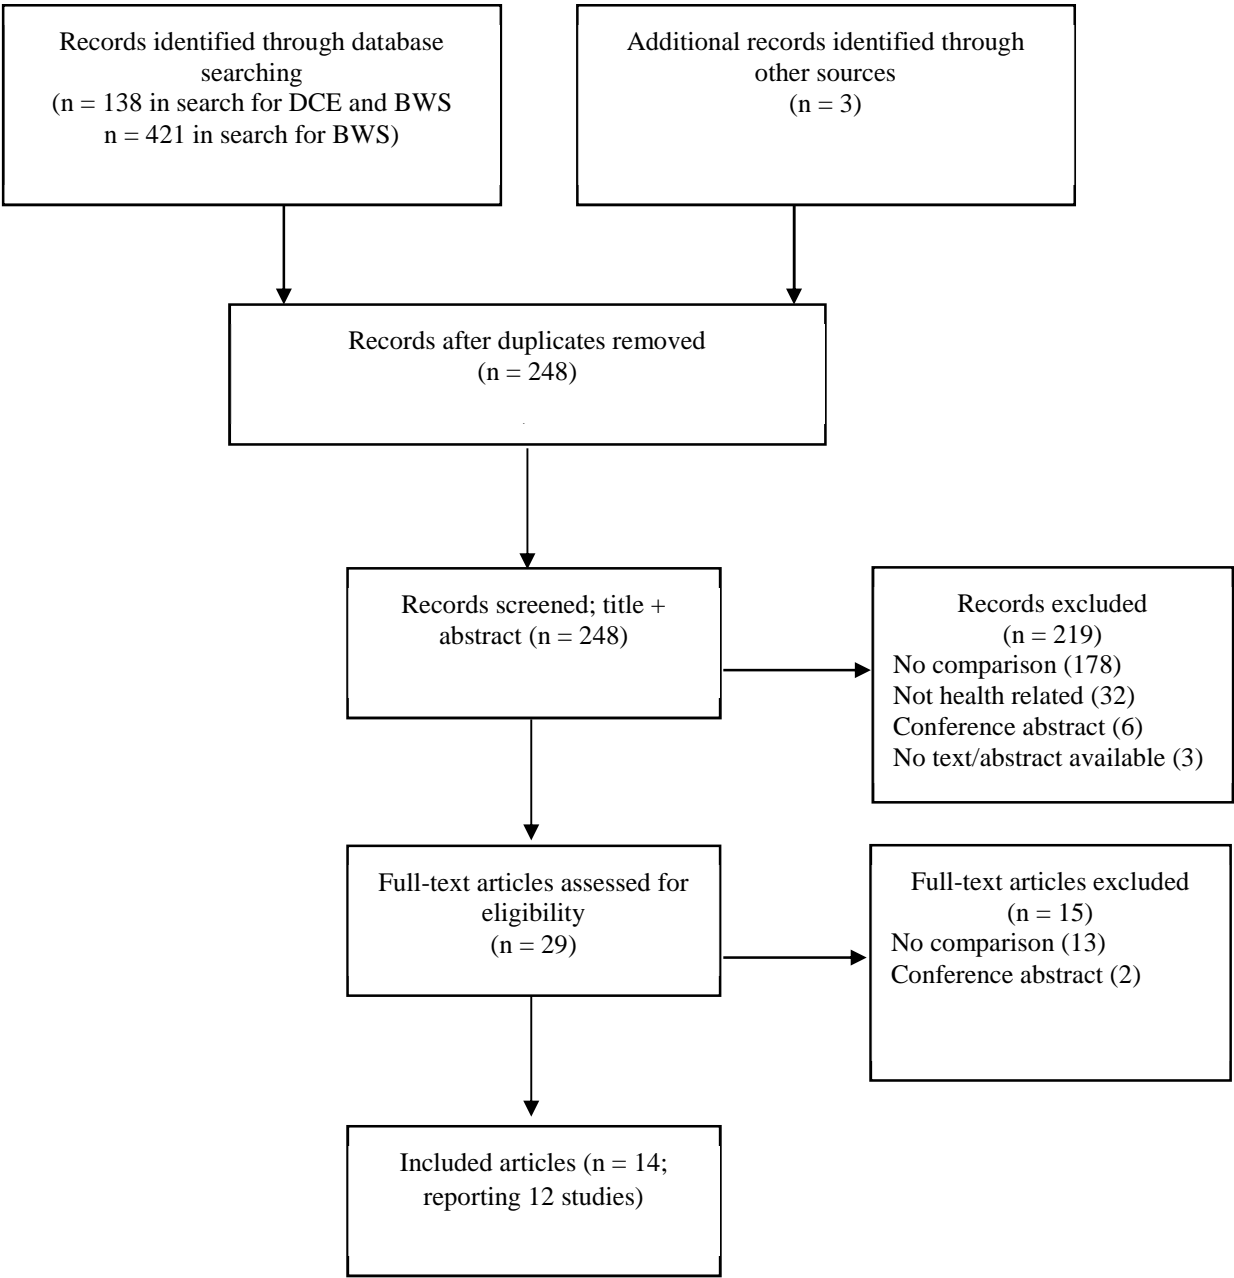 Records identified through database
searching
(n = 138 in search for DCE and BWS
n = 421 in search for BWS)
Additional records identified through
other sources
(n = 3)
Records after duplicates removed
(n = 248)
Records screened; title +
abstract (n = 248)
Records excluded
(n = 219)
No comparison (178)
Not health related (32)
Conference abstract (6)
No text/abstract available (3)
Full-text articles assessed for
eligibility
(n = 29)
Full-text articles excluded
(n = 15)
No comparison (13)
Conference abstract (2)
Included articles (n = 14;
reporting 12 studies)